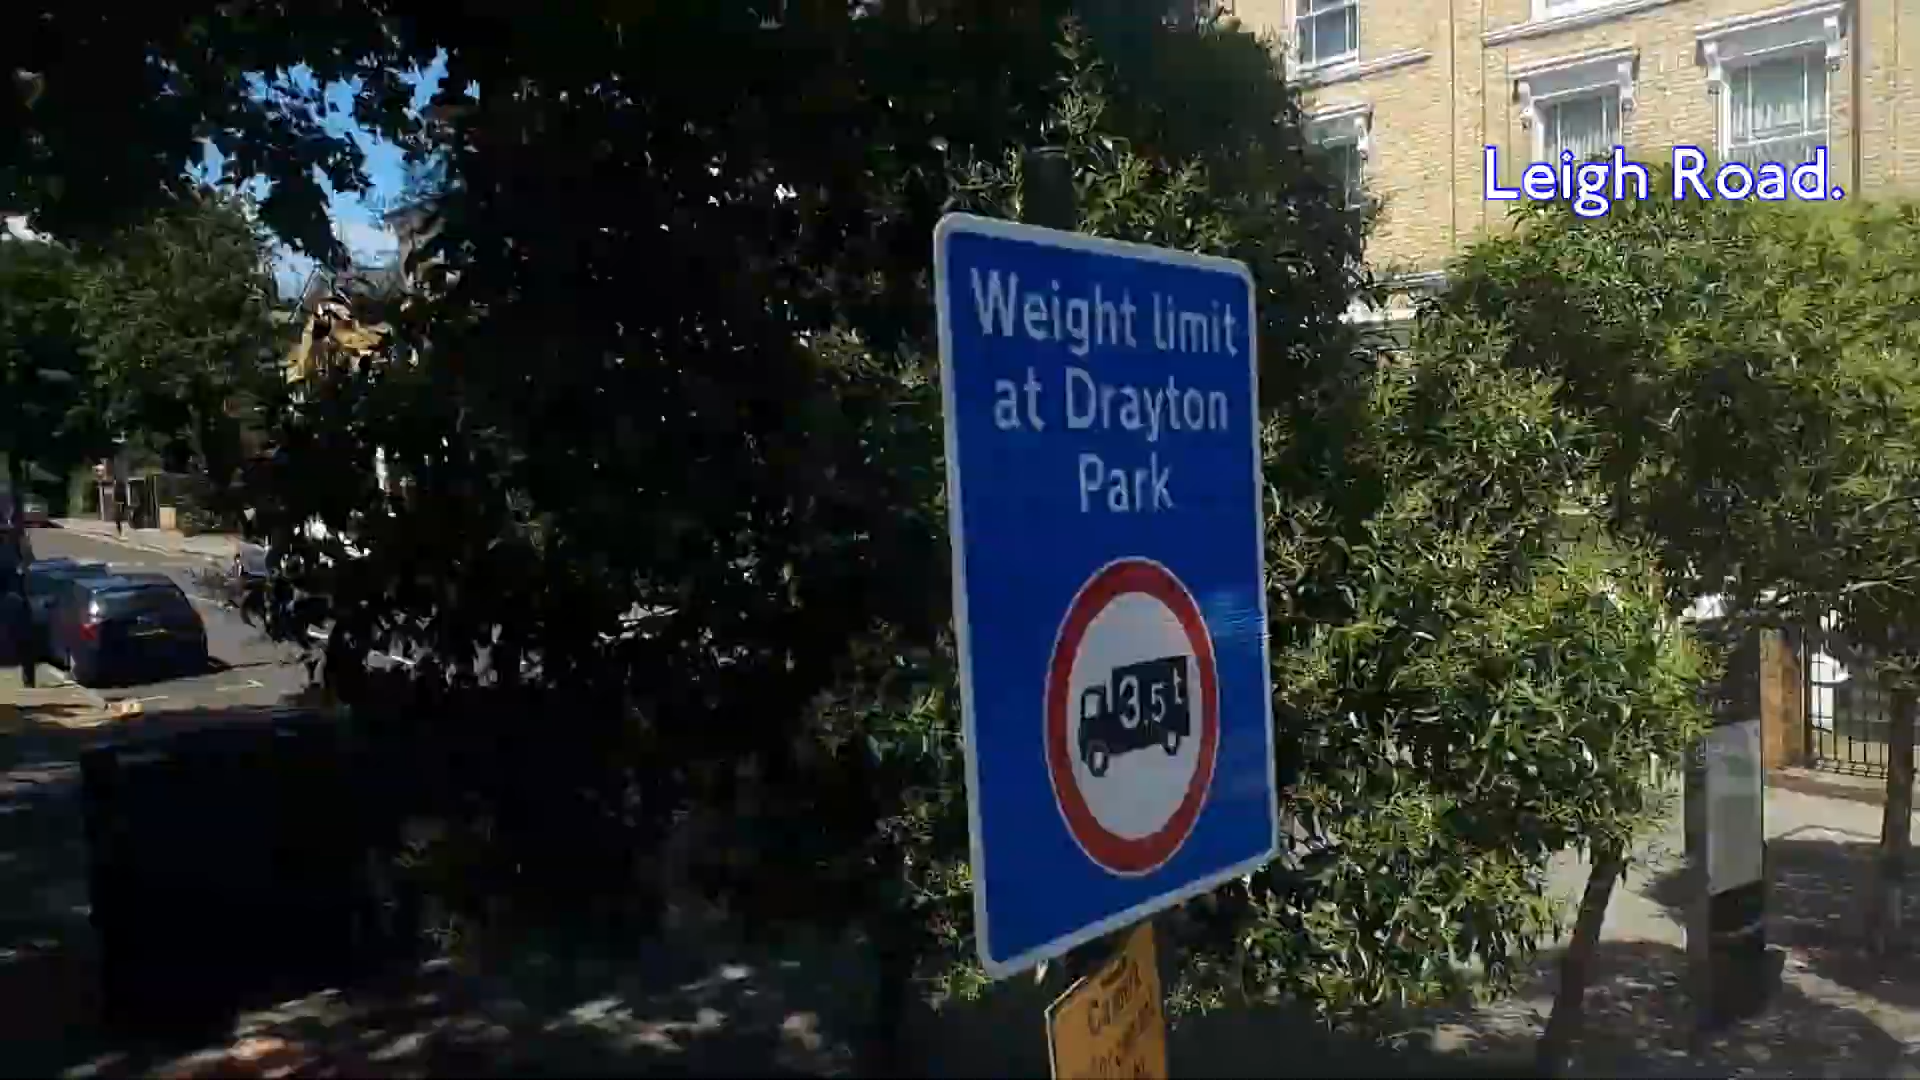 Leigh Road.
Weight limit
at Drayton
Park
3.5t